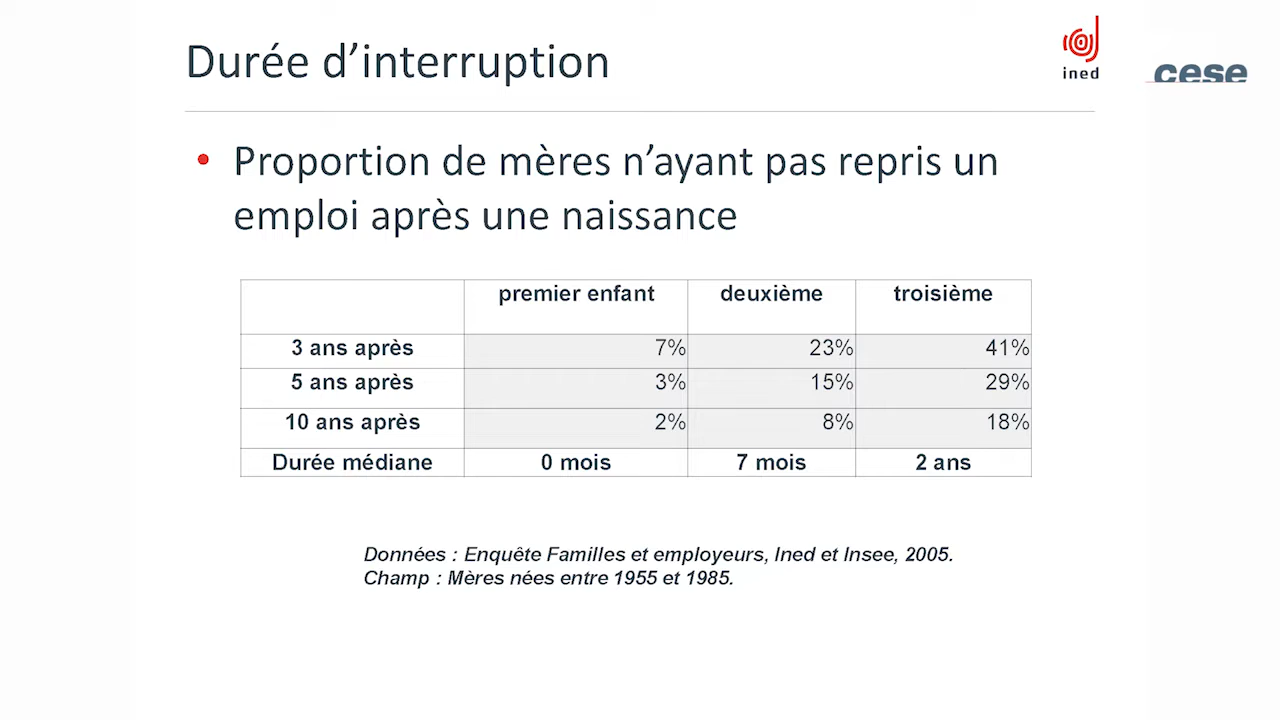 Durée d’interruption
ined
cese
• Proportion de mères n’ayant pas repris un
emploi après une naissance
premier enfant deuxième troisième
3 ans après 7% 23% 41%
5 ans après 3% 15% 29%
10 ans après 2% 8% 18%
Durée médiane 0 mois 7 mois 2 ans
Données : Enquête Familles et employeurs, Ined et Insee, 2005.
Champ : Mères nées entre 1955 et 1985.